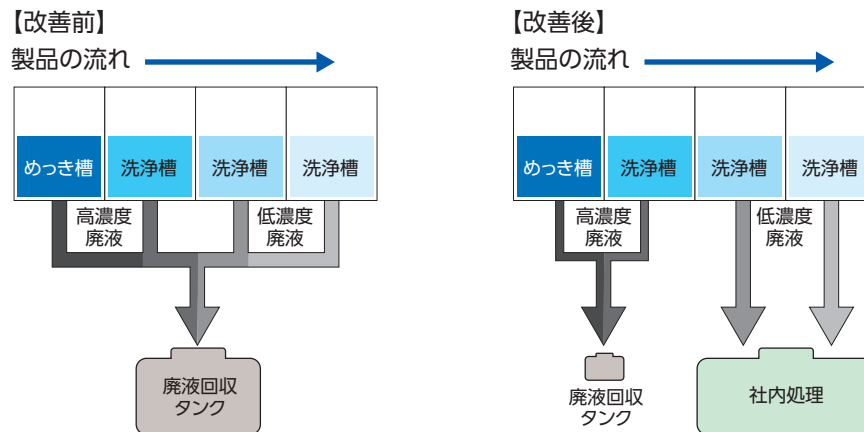 【改善前】
製品の流れ
めっき槽
洗浄槽
洗浄槽
洗浄槽
高濃度
廃液
低濃度
廃液
廃液回収
タンク
【改善後】
製品の流れ
めっき槽
洗浄槽
洗浄槽
洗浄槽
高濃度
廃液
低濃度
廃液
廃液回収
タンク
社内処理